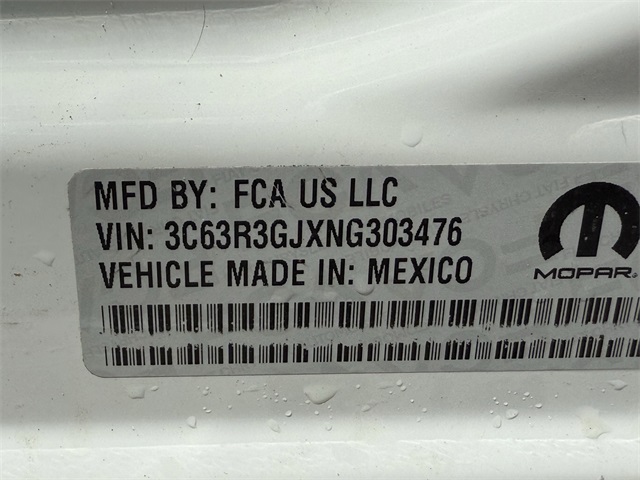 MFD BY: FCA US LLC
VIN: 3C63R3GJXNG303476
VEHICLE MADE IN: MEXICO
MOPAR